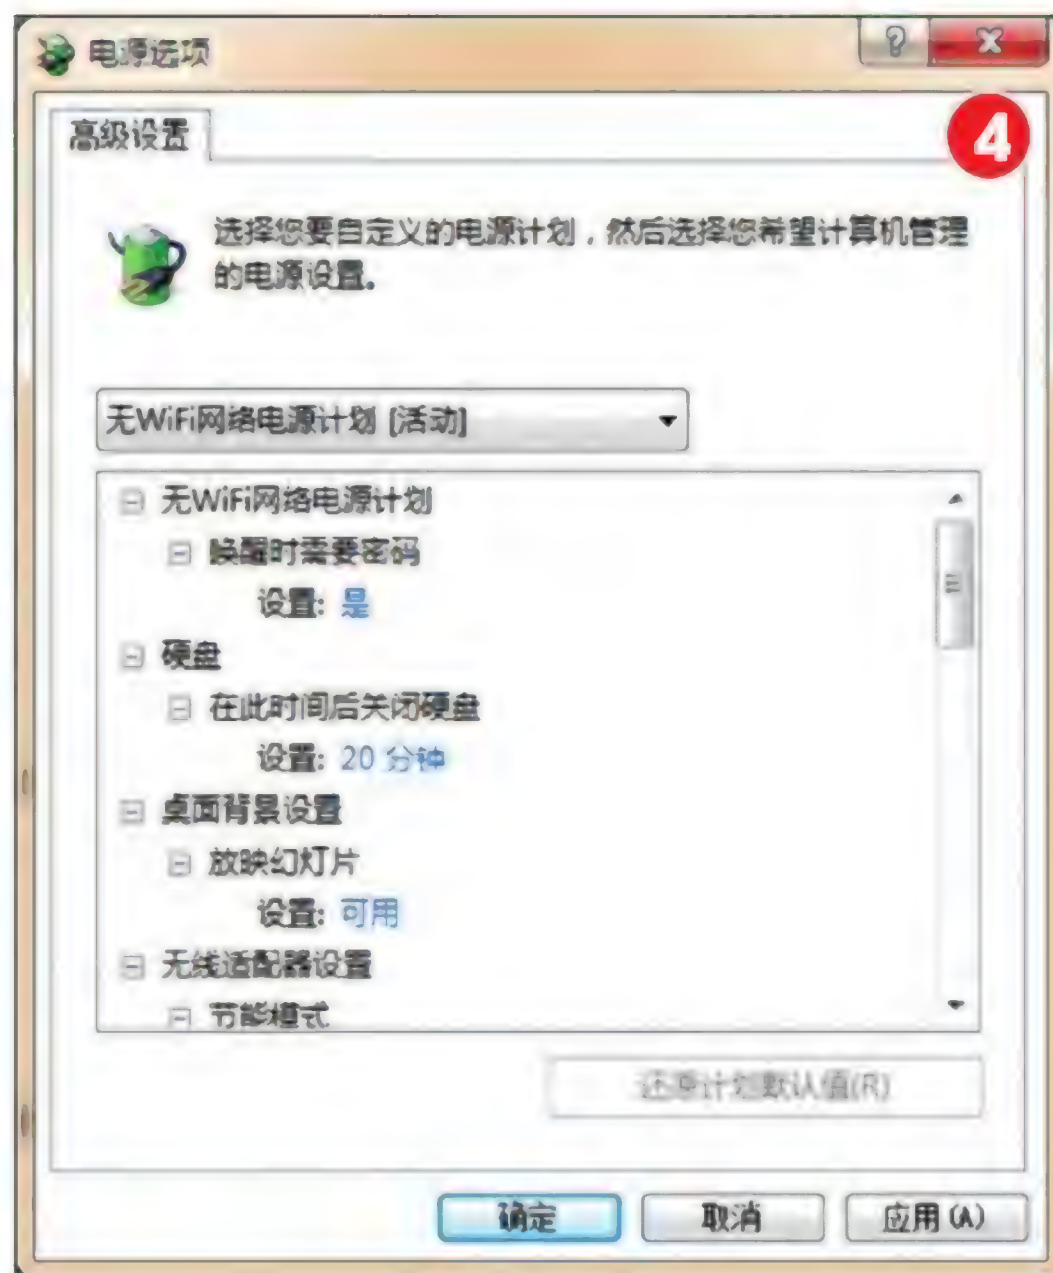 电源选项
4
高级设置
选择您要自定义的电源计划，然后选择您希望计算机管理
的电源设置。
无WiFi网络电源计划 [活动]
无WiFi网络电源计划
唤醒时需要密码
设置: 是
硬盘
在此时间后关闭硬盘
设置: 20 分钟
桌面背景设置
放映幻灯片
设置: 可用
无线适配器设置
节能模式
还原计划默认值(R)
确定 取消 应用(A)